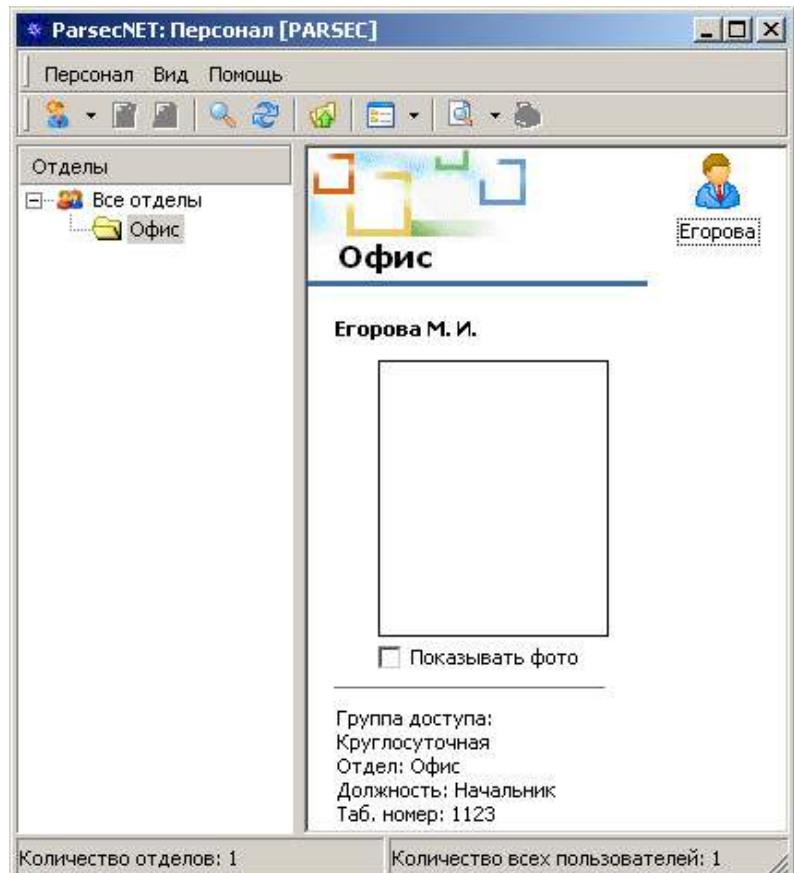 ParsecNET: Персонал [PARSEC]
Персонал Вид Помощь
Отделы
Все отделы
Офис
Офис
Егорова
Егорова М. И.
Показывать фото
Группа доступа:
Круглосуточная
Отдел: Офис
Должность: Начальник
Таб. номер: 1123
Количество отделов: 1
Количество всех пользователей: 1